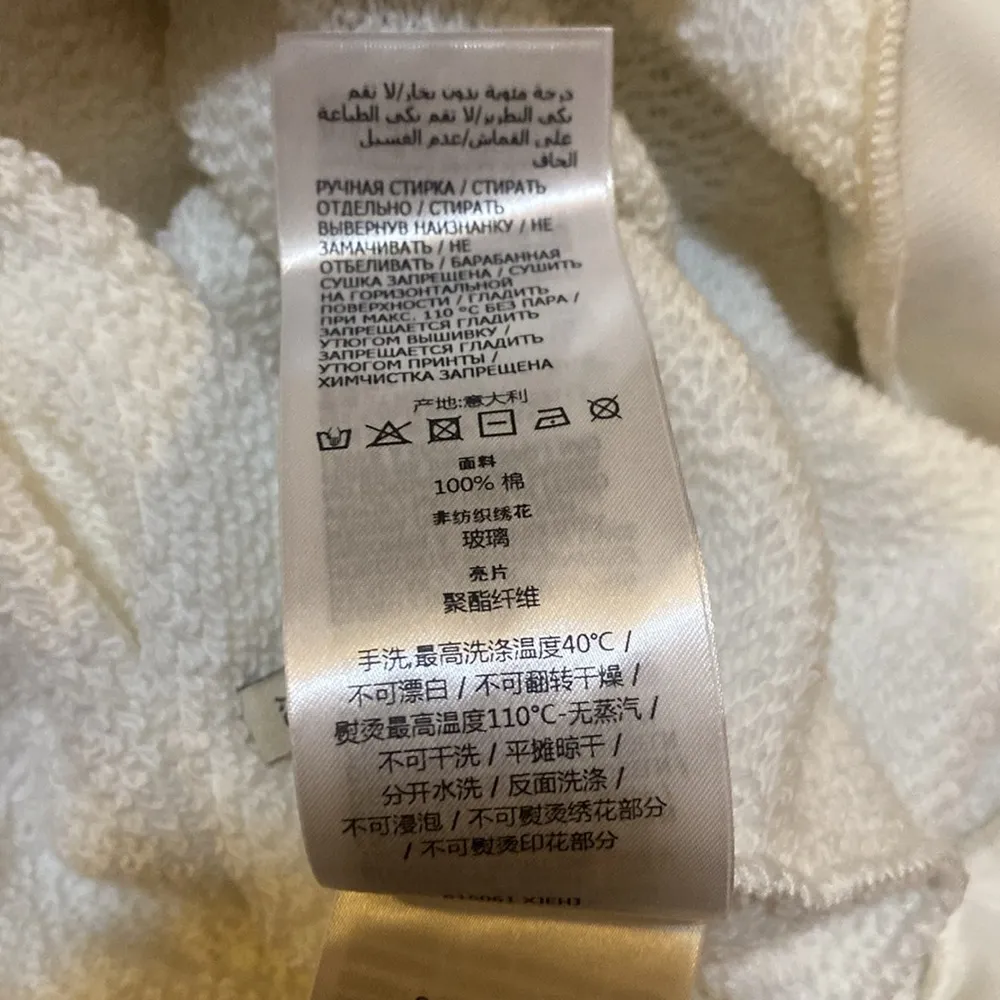 درجة مئوية بدون بخار/لا تقم
بكي التطريز/لا تقم بكي الطباعة
على القماش/عدم الغسيل
الجاف
РУЧНАЯ СТИРКА / СТИРАТЬ
ОТДЕЛЬНО / СТИРАТЬ
ВЫВЕРНУВ НАИЗНАНКУ / НЕ
ЗАМАЧИВАТЬ / НЕ
ОТБЕЛИВАТЬ / БАРАБАННАЯ
СУШКА ЗАПРЕЩЕНА / СУШИТЬ
НА ГОРИЗОНТАЛЬНОЙ
ПОВЕРХНОСТИ / ГЛАДИТЬ
ПРИ МАКС. 110 °C БЕЗ ПАРА /
ЗАПРЕЩАЕТСЯ ГЛАДИТЬ
УТЮГОМ ВЫШИВКУ /
ЗАПРЕЩАЕТСЯ ГЛАДИТЬ
УТЮГОМ ПРИНТЫ /
ХИМЧИСТКА ЗАПРЕЩЕНА
产地:意大利
面料
100% 棉
非纺织绣花
玻璃
亮片
聚酯纤维
手洗,最高洗涤温度40°C /
不可漂白 / 不可翻转干燥 /
熨烫最高温度110°C-无蒸汽 /
不可干洗 / 平摊晾干 /
分开水洗 / 反面洗涤 /
不可浸泡 / 不可熨烫绣花部分
/ 不可熨烫印花部分